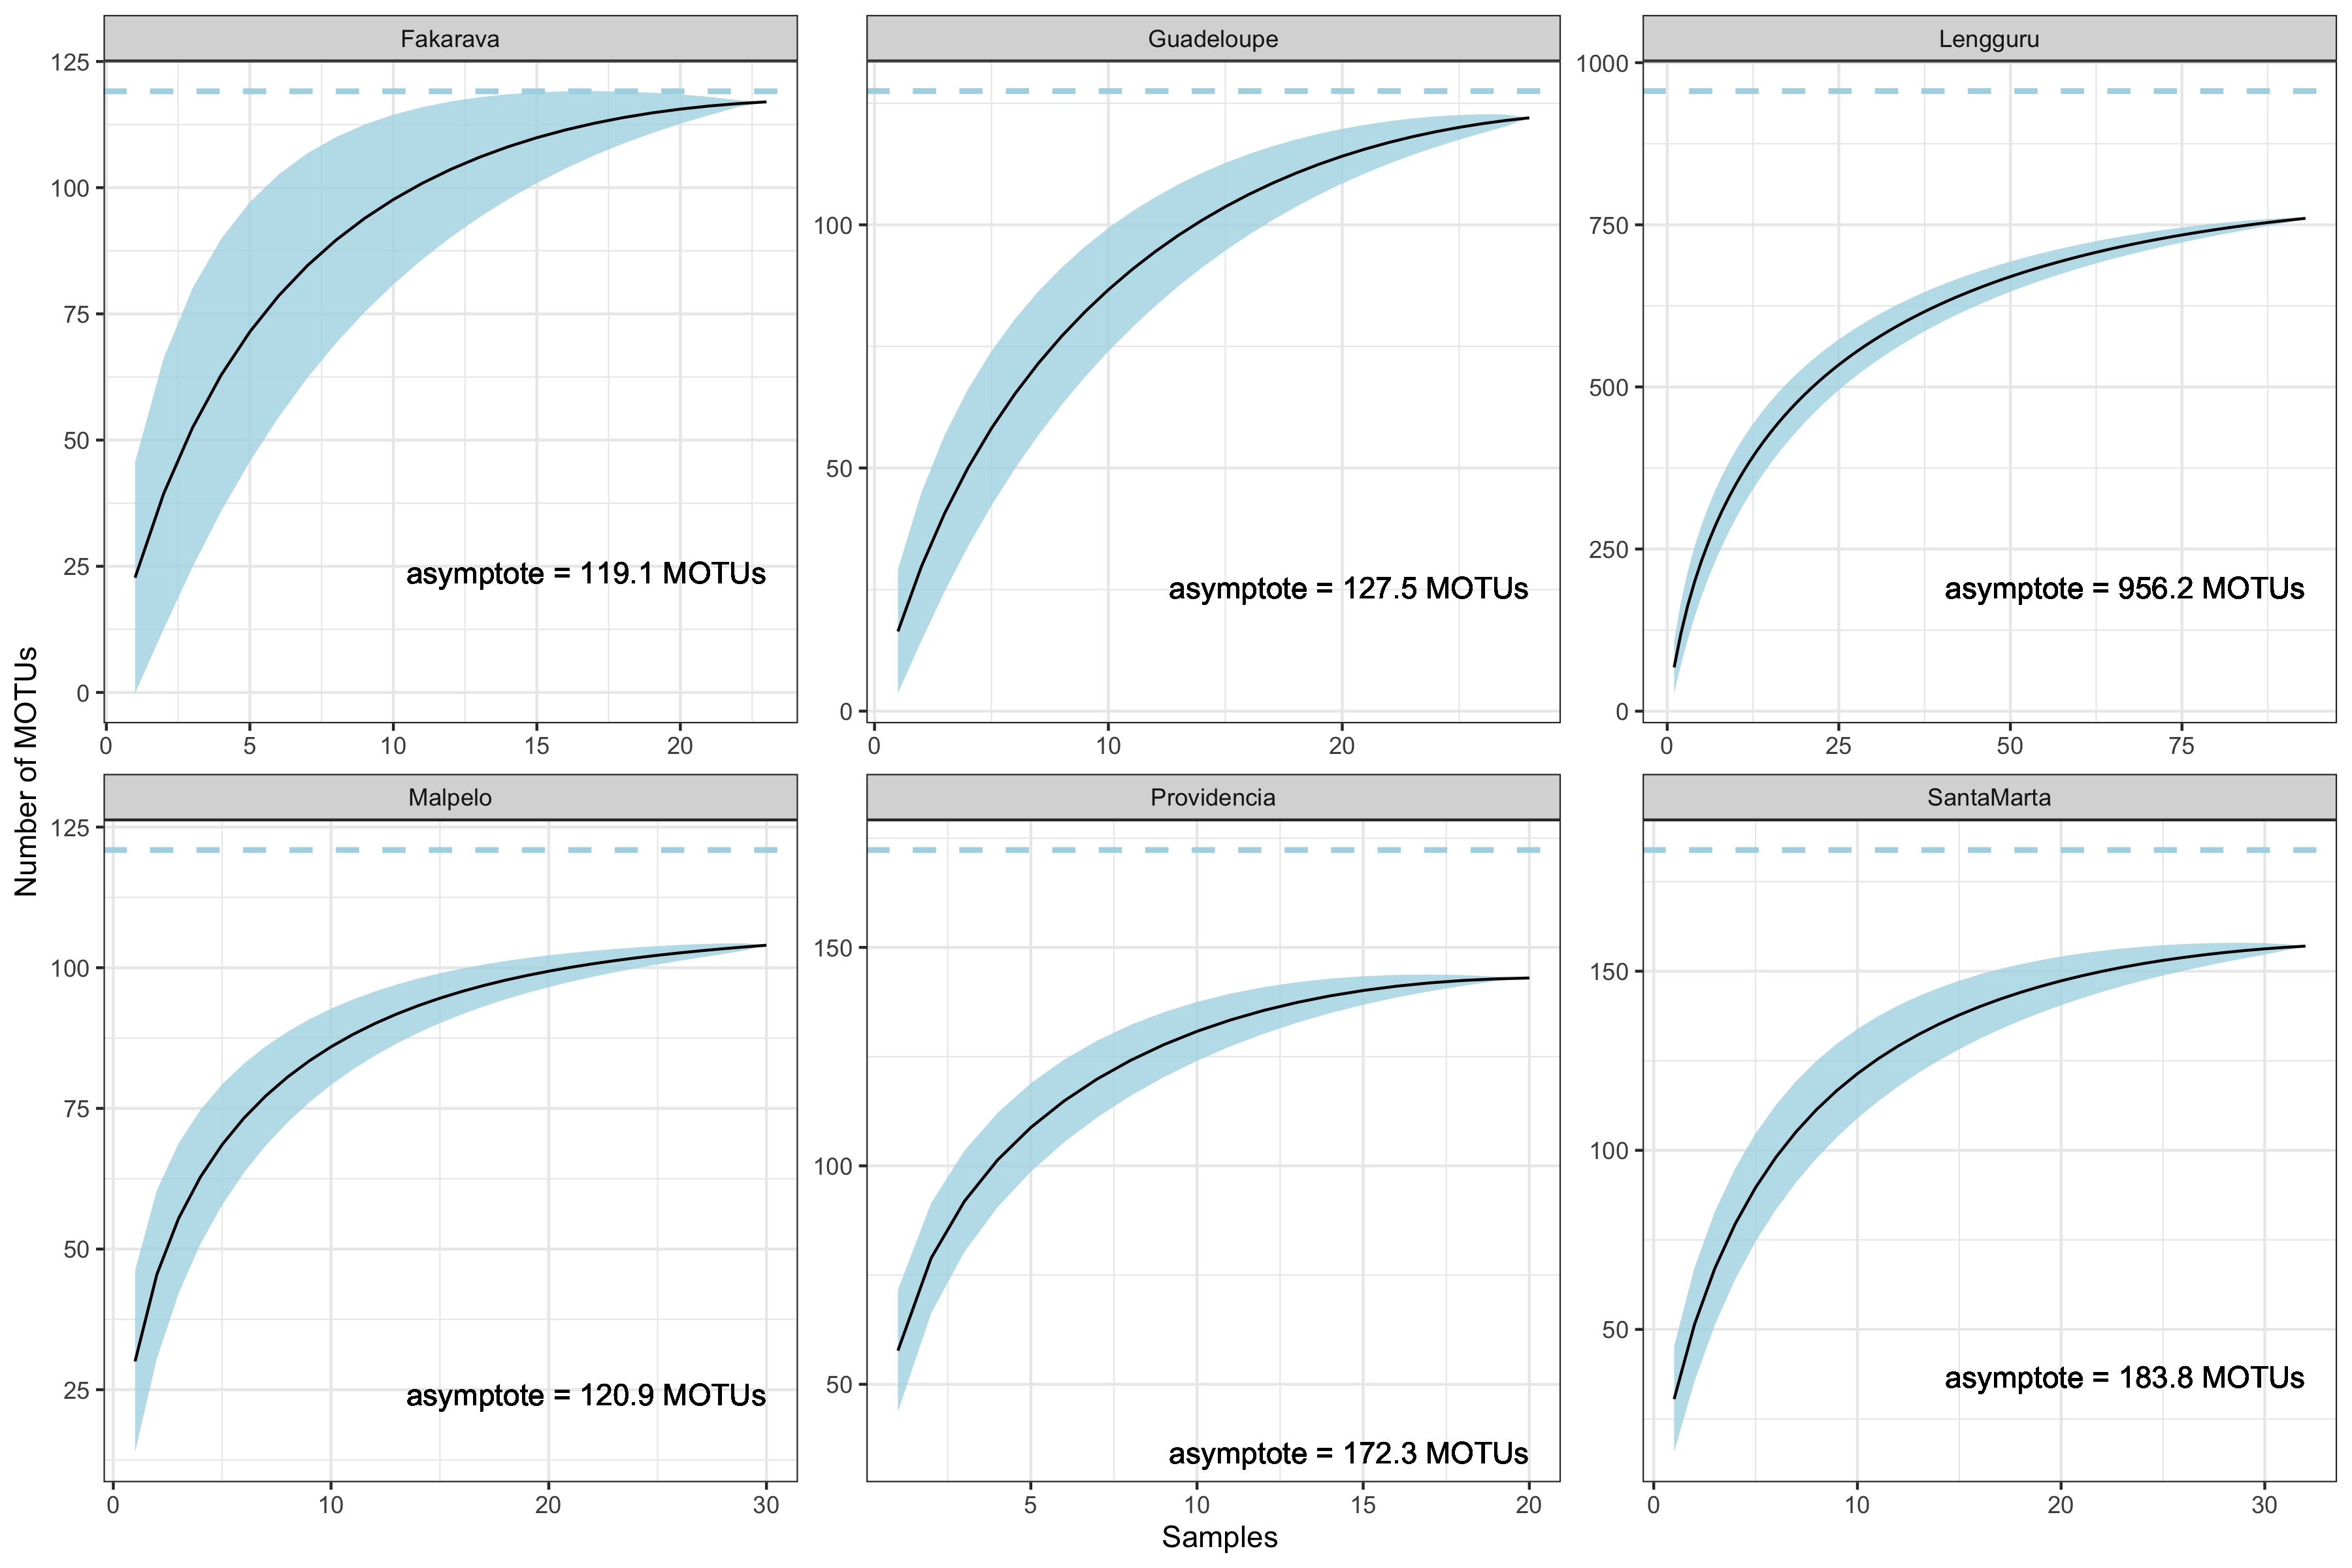 Fakarava
Guadeloupe
Lengguru
125
100
75
50
25
0
asymptote = 119.1 MOTUs
0 5 10 15 20
100
50
0
asymptote = 127.5 MOTUs
0 10 20
1000
750
500
250
0
asymptote = 956.2 MOTUs
0 25 50 75
Number of MOTUs
Malpelo
Providencia
SantaMarta
125
100
75
50
25
asymptote = 120.9 MOTUs
0 10 20 30
150
100
50
asymptote = 172.3 MOTUs
5 10 15 20
150
100
50
asymptote = 183.8 MOTUs
0 10 20 30
Samples